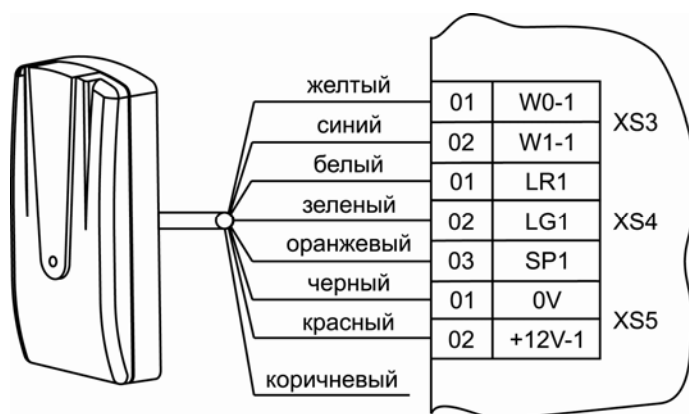 желтый 01 W0-1 XS3
синий 02 W1-1
белый 01 LR1
зеленый 02 LG1 XS4
оранжевый 03 SP1
черный 01 0V
красный 02 +12V-1 XS5
коричневый